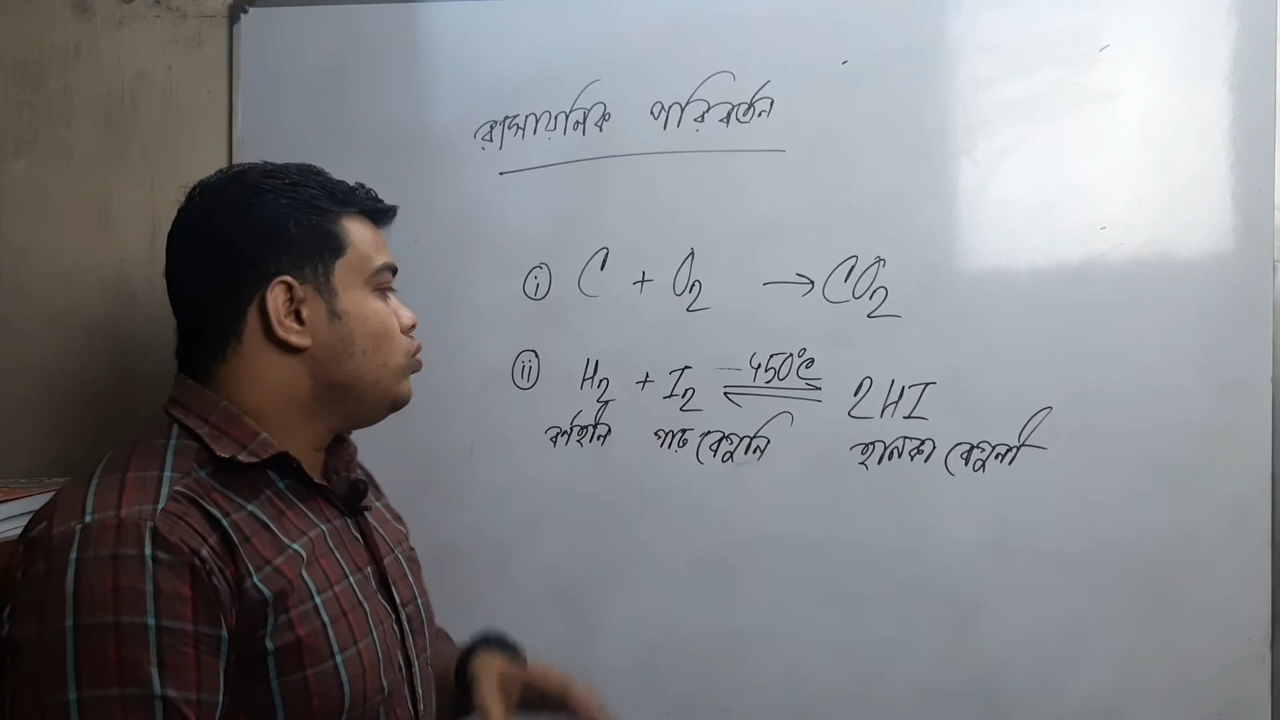 রাসায়নিক পরিবর্তন
i C + O₂ → CO₂
ii H₂ + I₂ ⇌ 450°C 2HI
বর্ণহীন গাঢ় বেগুনি হালকা বেগুনী